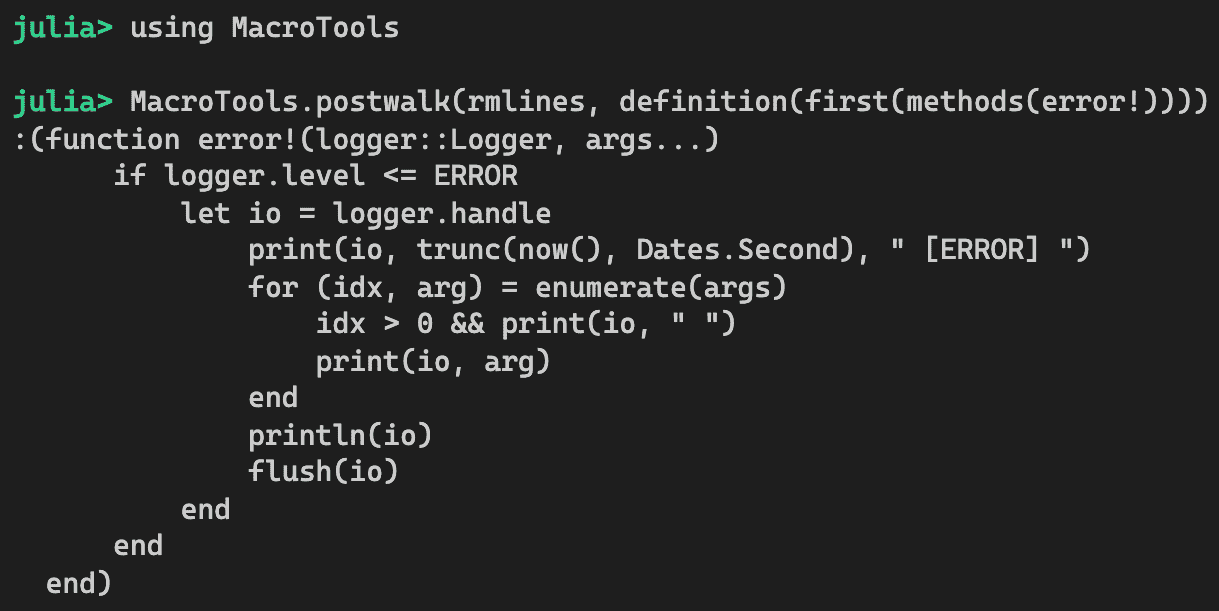 julia> using MacroTools

julia> MacroTools.postwalk(rmlines, definition(first(methods(error!))))
:(function error!(logger::Logger, args...)
      if logger.level <= ERROR
          let io = logger.handle
              print(io, trunc(now(), Dates.Second), " [ERROR] ")
              for (idx, arg) = enumerate(args)
                  idx > 0 && print(io, " ")
                  print(io, arg)
              end
              println(io)
              flush(io)
          end
      end
  end)